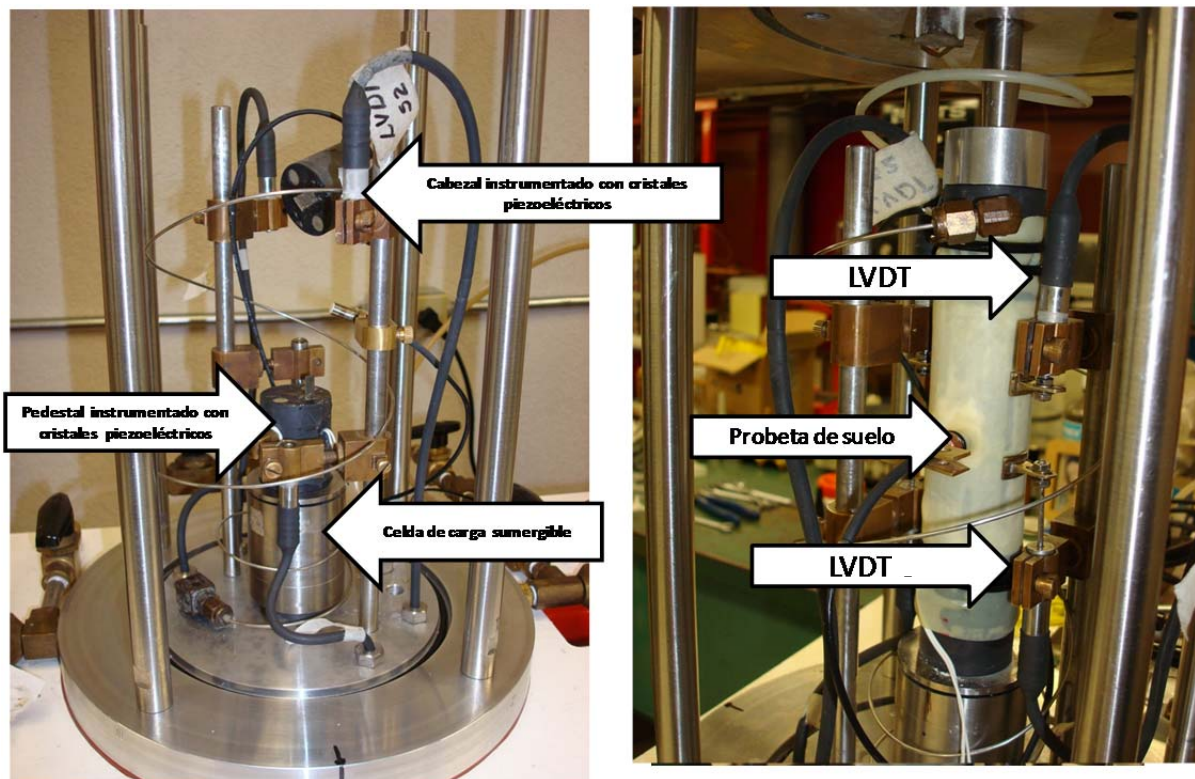 LVDT
52
Cabezal instrumentado con cristales
piezoeléctricos
Pedestal instrumentado con
cristales piezoeléctricos
Celda de carga sumergible
LVDT
Probeta de suelo
LVDT